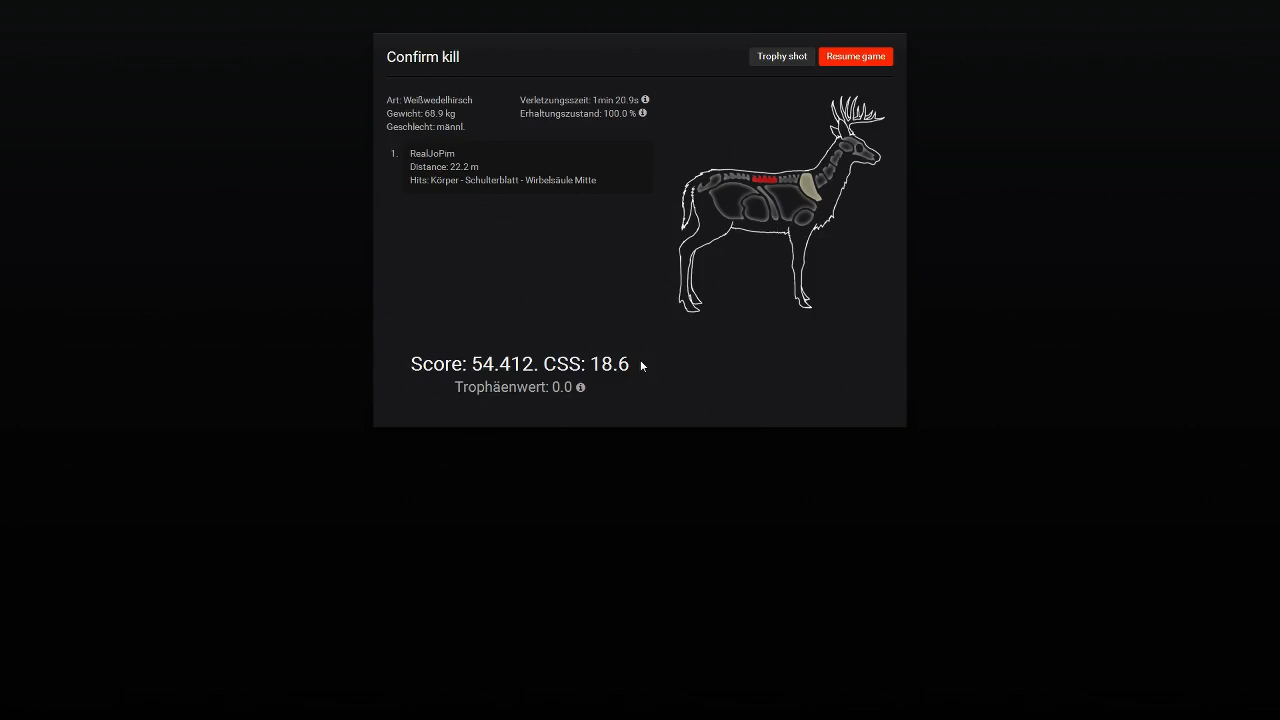 Confirm kill
Trophy shot
Resume game
Art: Weißwedelhirsch
Gewicht: 68.9 kg
Geschlecht: männl.
Verletzungsszeit: 1min 20.9s
Erhaltungszustand: 100.0 %
1. RealJoPim
Distance: 22.2 m
Hits: Körper - Schulterblatt - Wirbelsäule Mitte
Score: 54.412. CSS: 18.6
Trophäenwert: 0.0